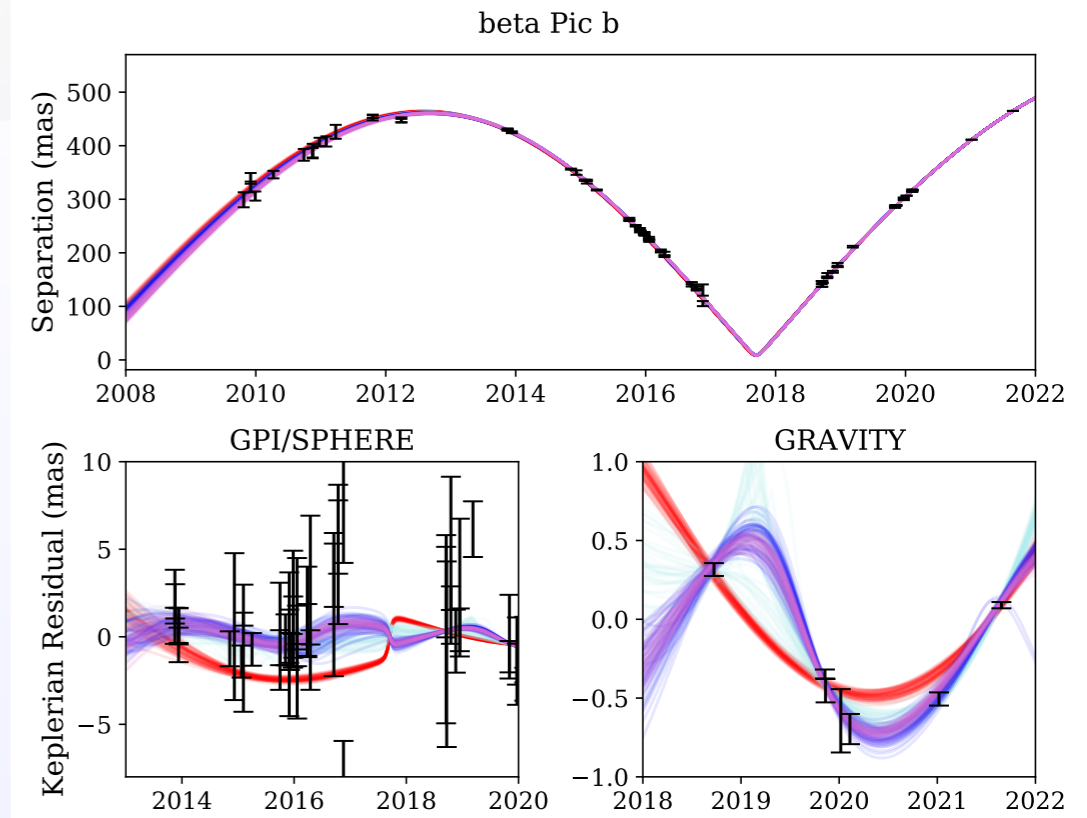 beta Pic b
Separation (mas)
500
400
300
200
100
0
2008 2010 2012 2014 2016 2018 2020 2022
GPI/SPHERE
Keplerian Residual (mas)
10
5
0
−5
2014 2016 2018 2020
GRAVITY
1.0
0.5
0.0
−0.5
−1.0
2018 2019 2020 2021 2022